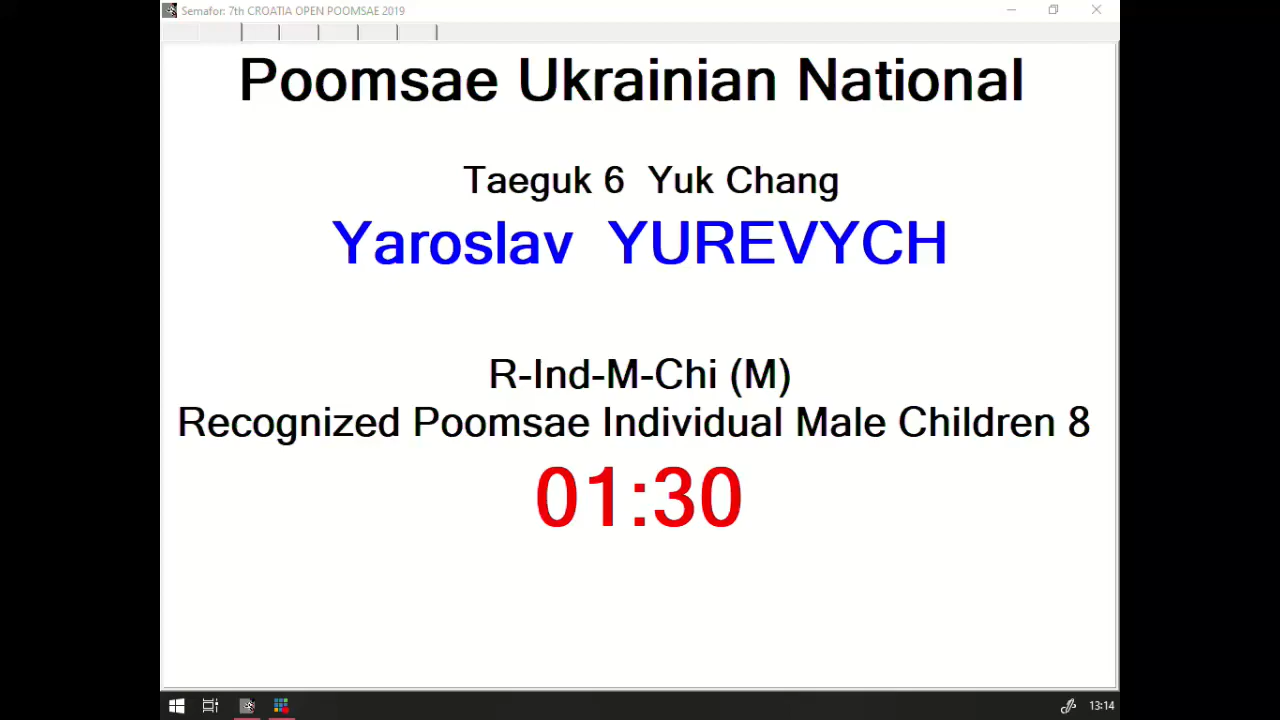 Semafor: 7th CROATIA OPEN POOMSAE 2019
Poomsae Ukrainian National
Taeguk 6 Yuk Chang
Yaroslav YUREVYCH
R-Ind-M-Chi (M)
Recognized Poomsae Individual Male Children 8
01:30
13:14